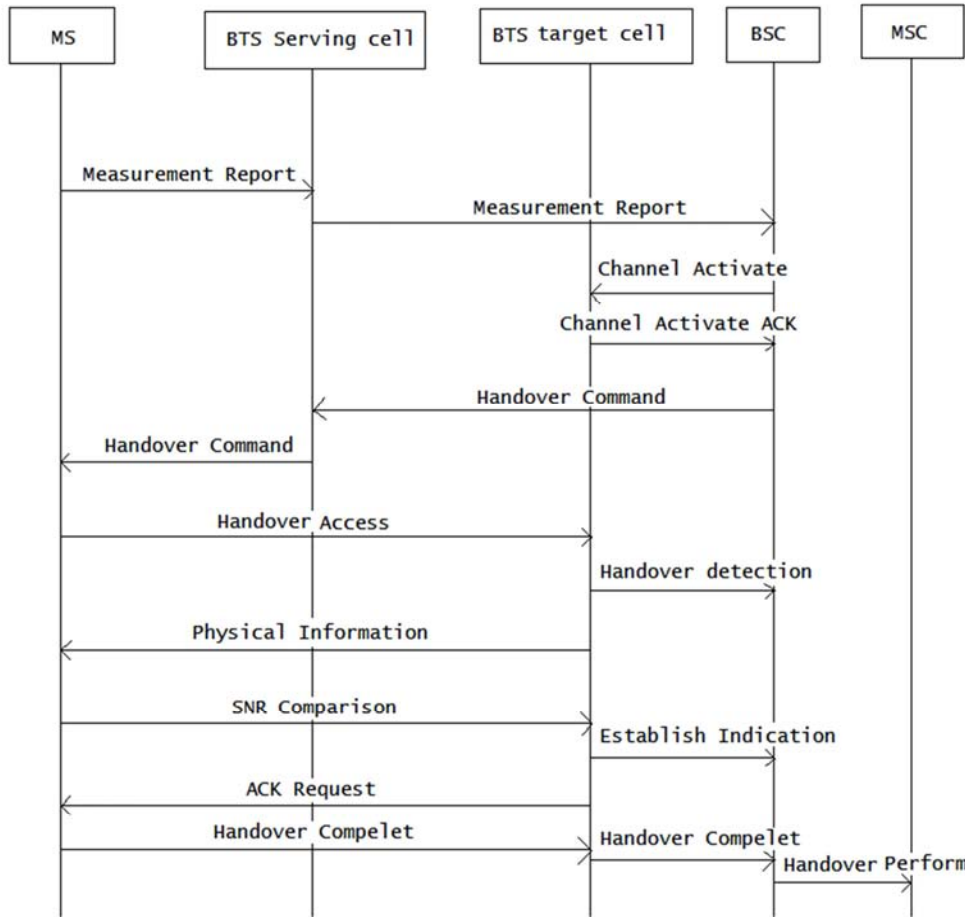 MS
BTS Serving cell
BTS target cell
BSC
MSC
Measurement Report
Measurement Report
Channel Activate
Channel Activate ACK
Handover Command
Handover Command
Handover Access
Handover detection
Physical Information
SNR Comparison
Establish Indication
ACK Request
Handover Compelet
Handover Compelet
Handover Perform